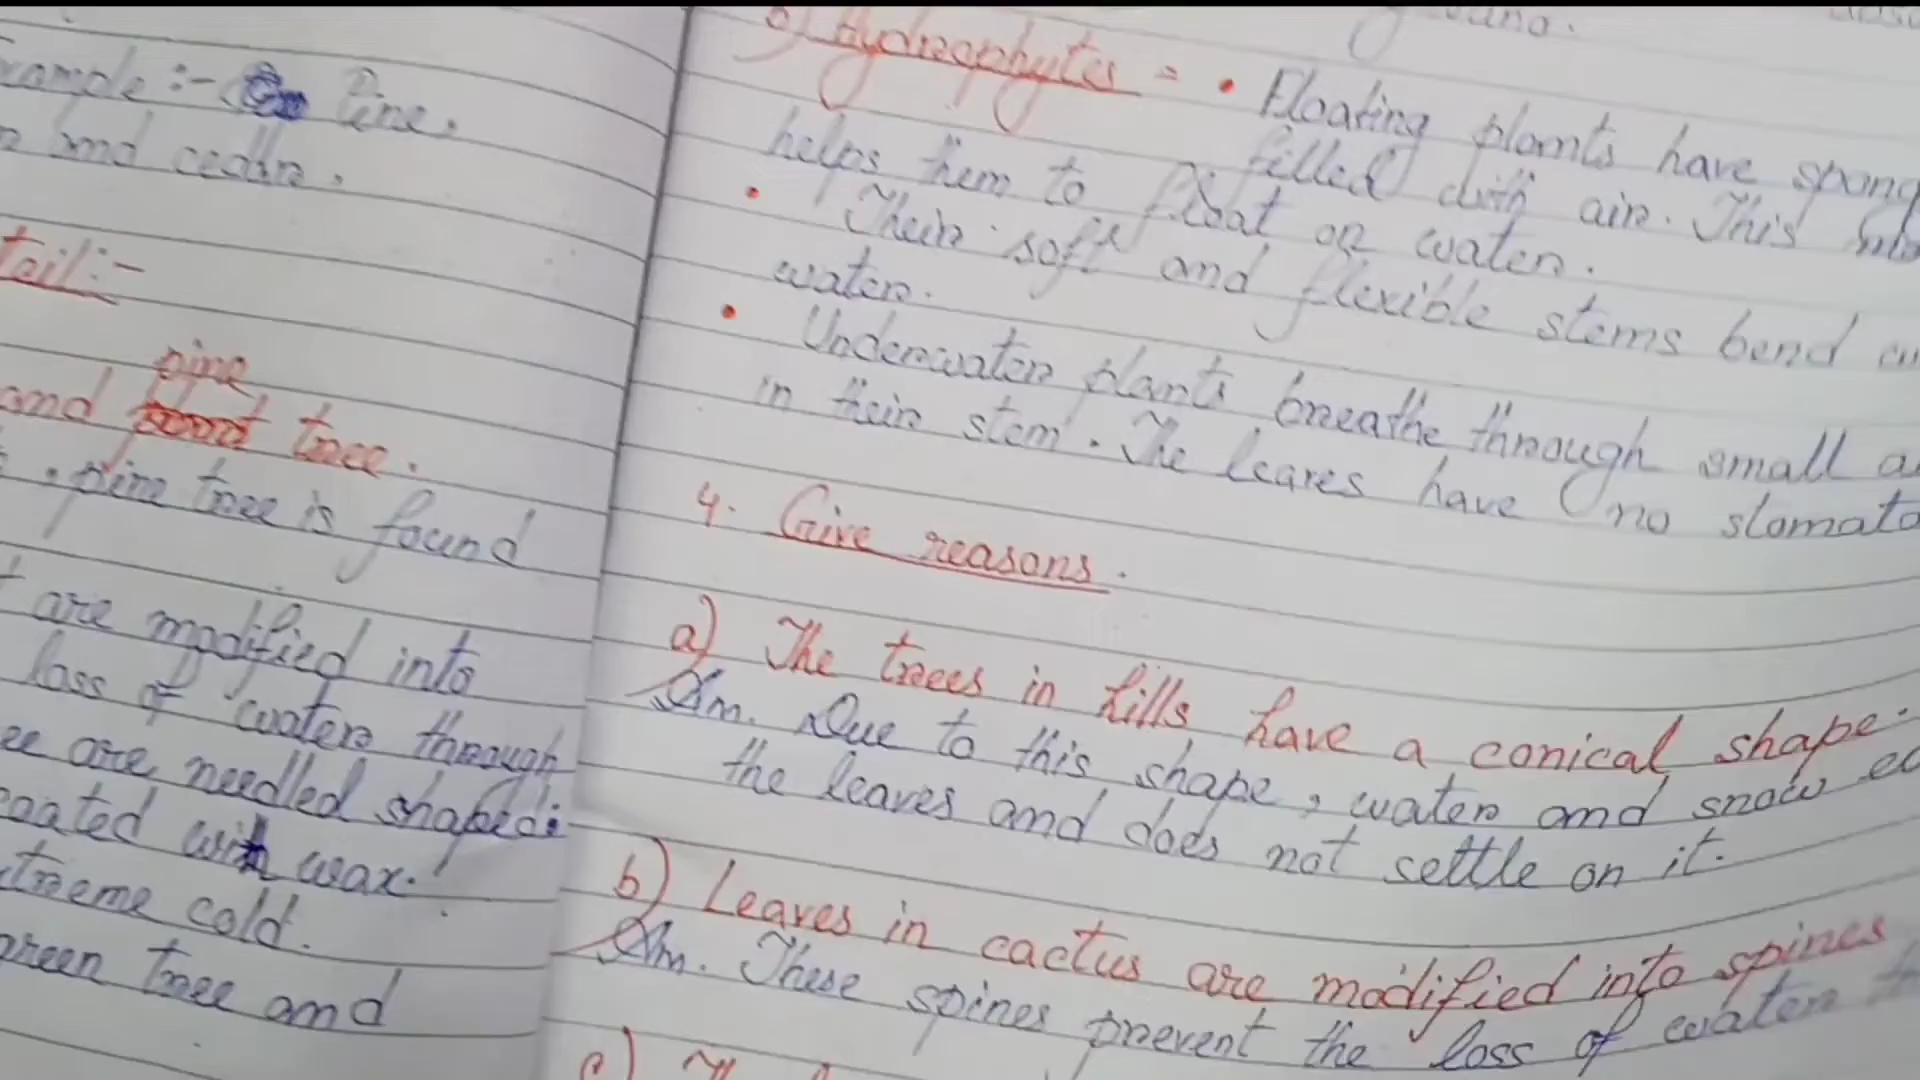 Example :- Pine.
and cedar.
tail:-
pine
and tree.
. pine tree is found
are modified into
loss of water through
ee are needled shaped.
coated with wax.
treme cold.
green tree and
Hydrophytes = • Floating plants have spong
filled with air. This
helps them to float on water.
• Their soft and flexible stems bend
water.
• Underwater plants breathe through small a
in their stem. The leaves have no stomata
4. Give reasons.
a) The trees in hills have a conical shape.
Ans. Due to this shape, water and snow
the leaves and does not settle on it.
b) Leaves in cactus are modified into spines
Ans. These spines prevent the loss of water
c)